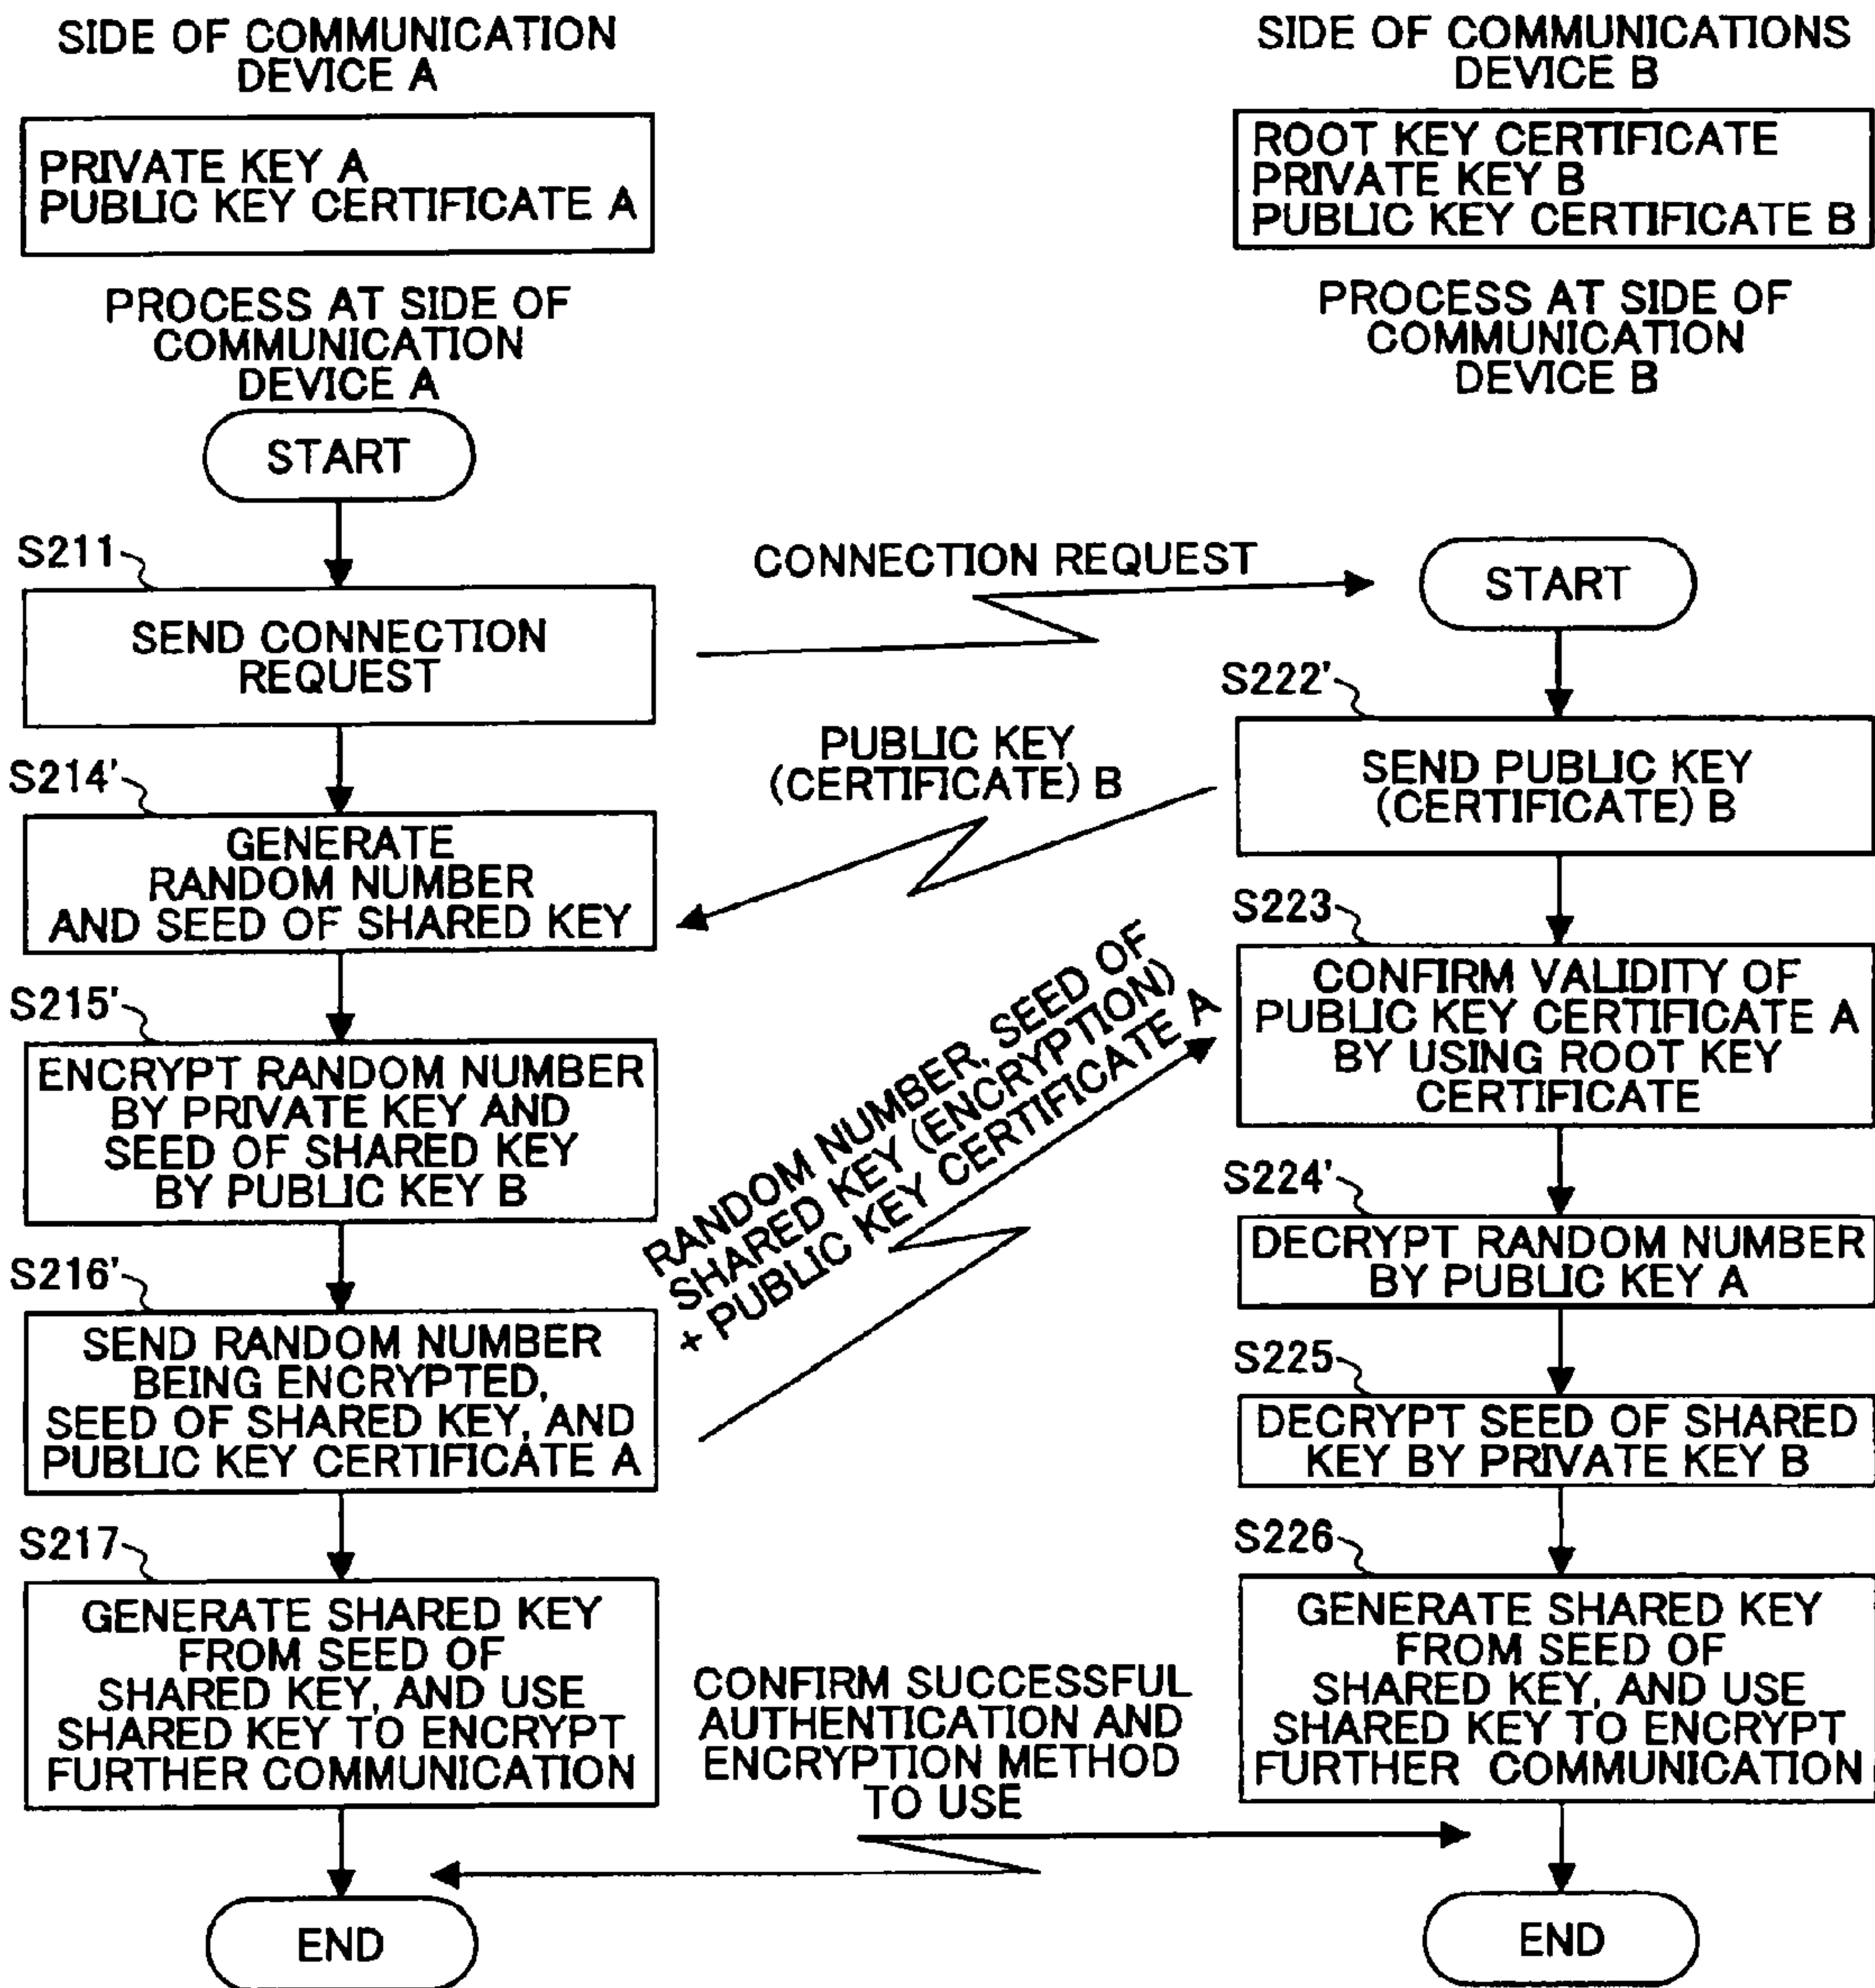 SIDE OF COMMUNICATION
DEVICE A
PRIVATE KEY A
PUBLIC KEY CERTIFICATE A
PROCESS AT SIDE OF
COMMUNICATION
DEVICE A
START
S211
SEND CONNECTION
REQUEST
S214'
GENERATE
RANDOM NUMBER
AND SEED OF SHARED KEY
S215'
ENCRYPT RANDOM NUMBER
BY PRIVATE KEY AND
SEED OF SHARED KEY
BY PUBLIC KEY B
S216'
SEND RANDOM NUMBER
BEING ENCRYPTED,
SEED OF SHARED KEY, AND
PUBLIC KEY CERTIFICATE A
S217
GENERATE SHARED KEY
FROM SEED OF
SHARED KEY, AND USE
SHARED KEY TO ENCRYPT
FURTHER COMMUNICATION
END
CONNECTION REQUEST
PUBLIC KEY
(CERTIFICATE) B
RANDOM NUMBER, SEED OF
SHARED KEY (ENCRYPTION)
+ PUBLIC KEY CERTIFICATE A
CONFIRM SUCCESSFUL
AUTHENTICATION AND
ENCRYPTION METHOD
TO USE
SIDE OF COMMUNICATIONS
DEVICE B
ROOT KEY CERTIFICATE
PRIVATE KEY B
PUBLIC KEY CERTIFICATE B
PROCESS AT SIDE OF
COMMUNICATION
DEVICE B
START
S222'
SEND PUBLIC KEY
(CERTIFICATE) B
S223
CONFIRM VALIDITY OF
PUBLIC KEY CERTIFICATE A
BY USING ROOT KEY
CERTIFICATE
S224'
DECRYPT RANDOM NUMBER
BY PUBLIC KEY A
S225
DECRYPT SEED OF SHARED
KEY BY PRIVATE KEY B
S226
GENERATE SHARED KEY
FROM SEED OF
SHARED KEY, AND USE
SHARED KEY TO ENCRYPT
FURTHER COMMUNICATION
END